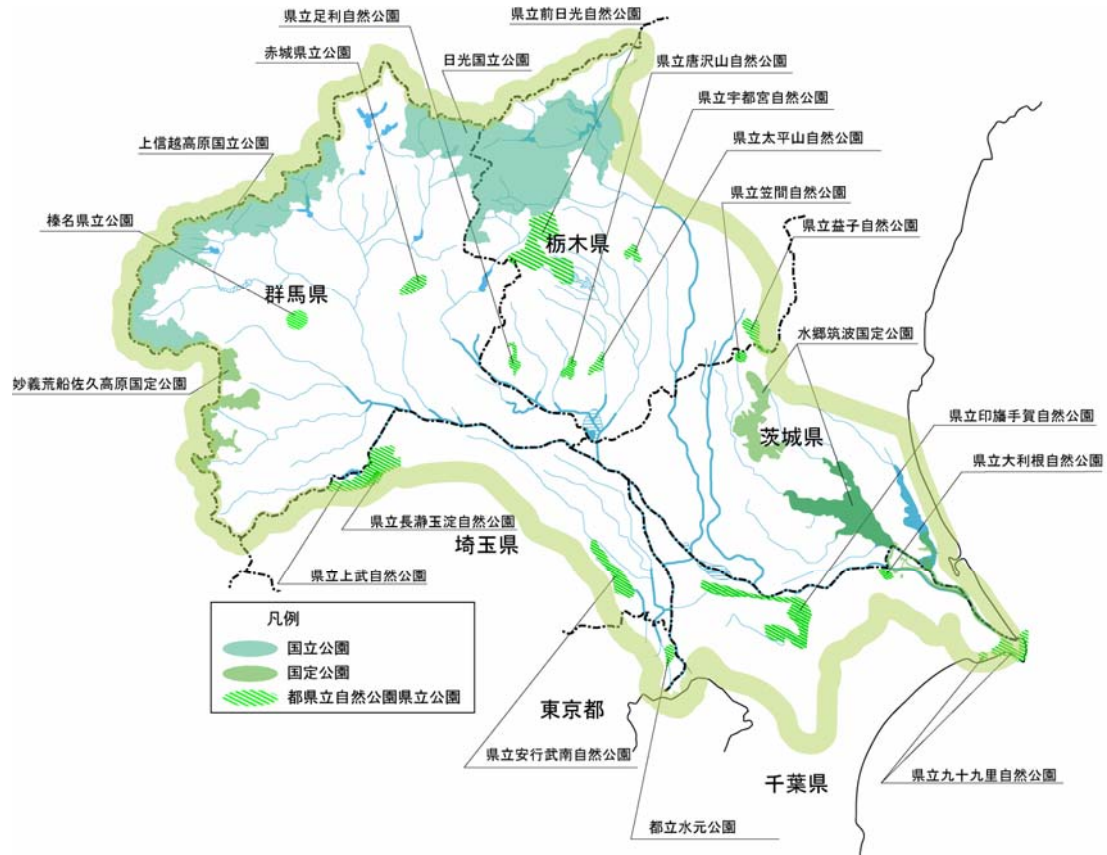 県立足利自然公園
県立前日光自然公園
赤城県立公園
日光国立公園
県立唐沢山自然公園
県立宇都宮自然公園
上信越高原国立公園
県立太平山自然公園
県立笠間自然公園
榛名県立公園
県立益子自然公園
栃木県
群馬県
水郷筑波国定公園
妙義荒船佐久高原国定公園
県立印旛手賀自然公園
茨城県
県立大利根自然公園
県立長瀞玉淀自然公園
埼玉県
県立上武自然公園
凡例
国立公園
国定公園
都県立自然公園県立公園
東京都
県立安行武南自然公園
千葉県
県立九十九里自然公園
都立水元公園